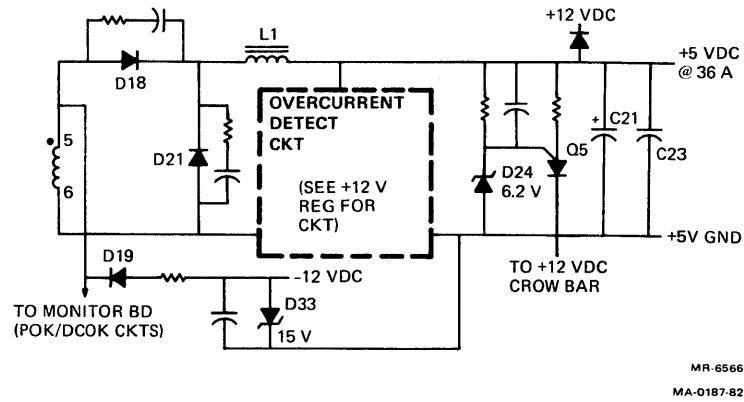 +12 VDC
L1
+5 VDC
@ 36 A
D18
OVERCURRENT
DETECT
CKT
+ C21
5
D21
Q5
C23
6
(SEE +12 V
REG FOR
CKT)
D24
6.2 V
+5V GND
D19
-12 VDC
TO +12 VDC
CROW BAR
TO MONITOR BD
(POK/DCOK CKTS)
D33
15 V
MR-6566
MA-0187-82